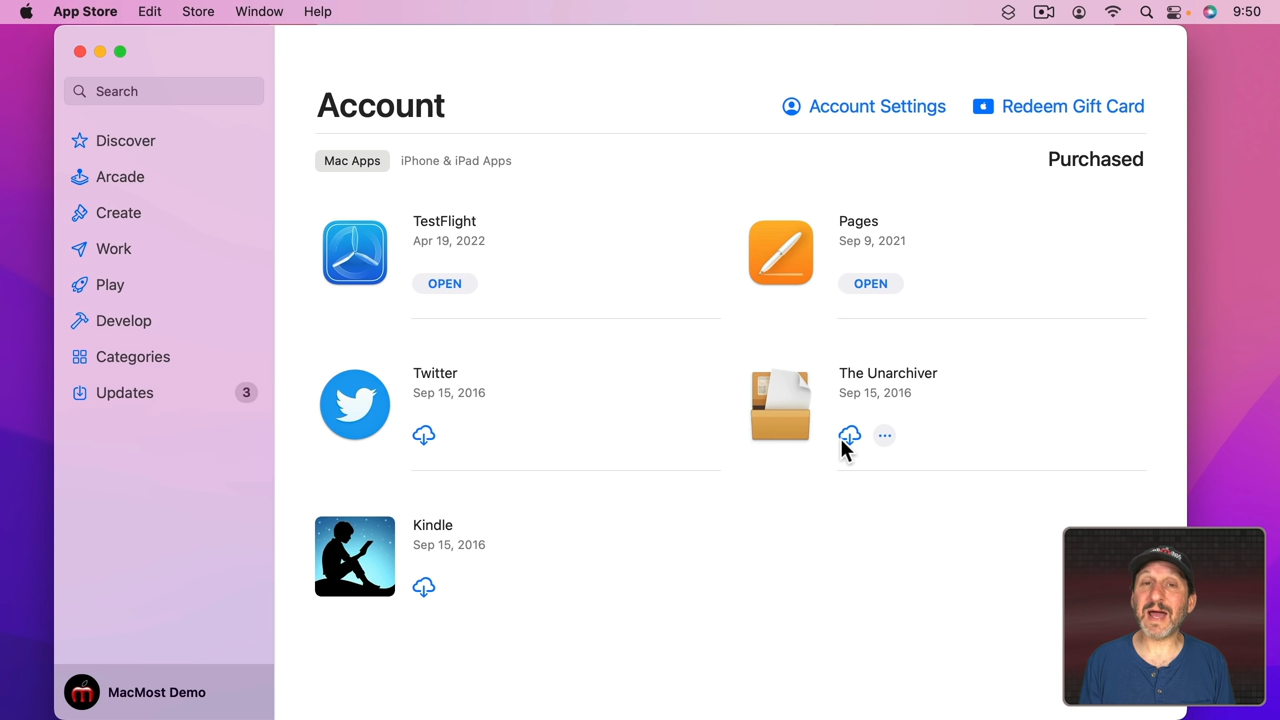 App Store Edit Store Window Help 9:50
Search
Discover
Arcade
Create
Work
Play
Develop
Categories
Updates 3
MacMost Demo
Account
Account Settings Redeem Gift Card
Mac Apps iPhone & iPad Apps
Purchased
TestFlight
Apr 19, 2022
OPEN
Pages
Sep 9, 2021
OPEN
Twitter
Sep 15, 2016
The Unarchiver
Sep 15, 2016
Kindle
Sep 15, 2016